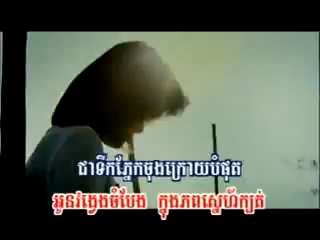 ជាទឹកភ្នែកចុងក្រោយបំផុត
អូនវង្វេងចំបែង ក្នុងភពស្នេហ៍ក្បត់